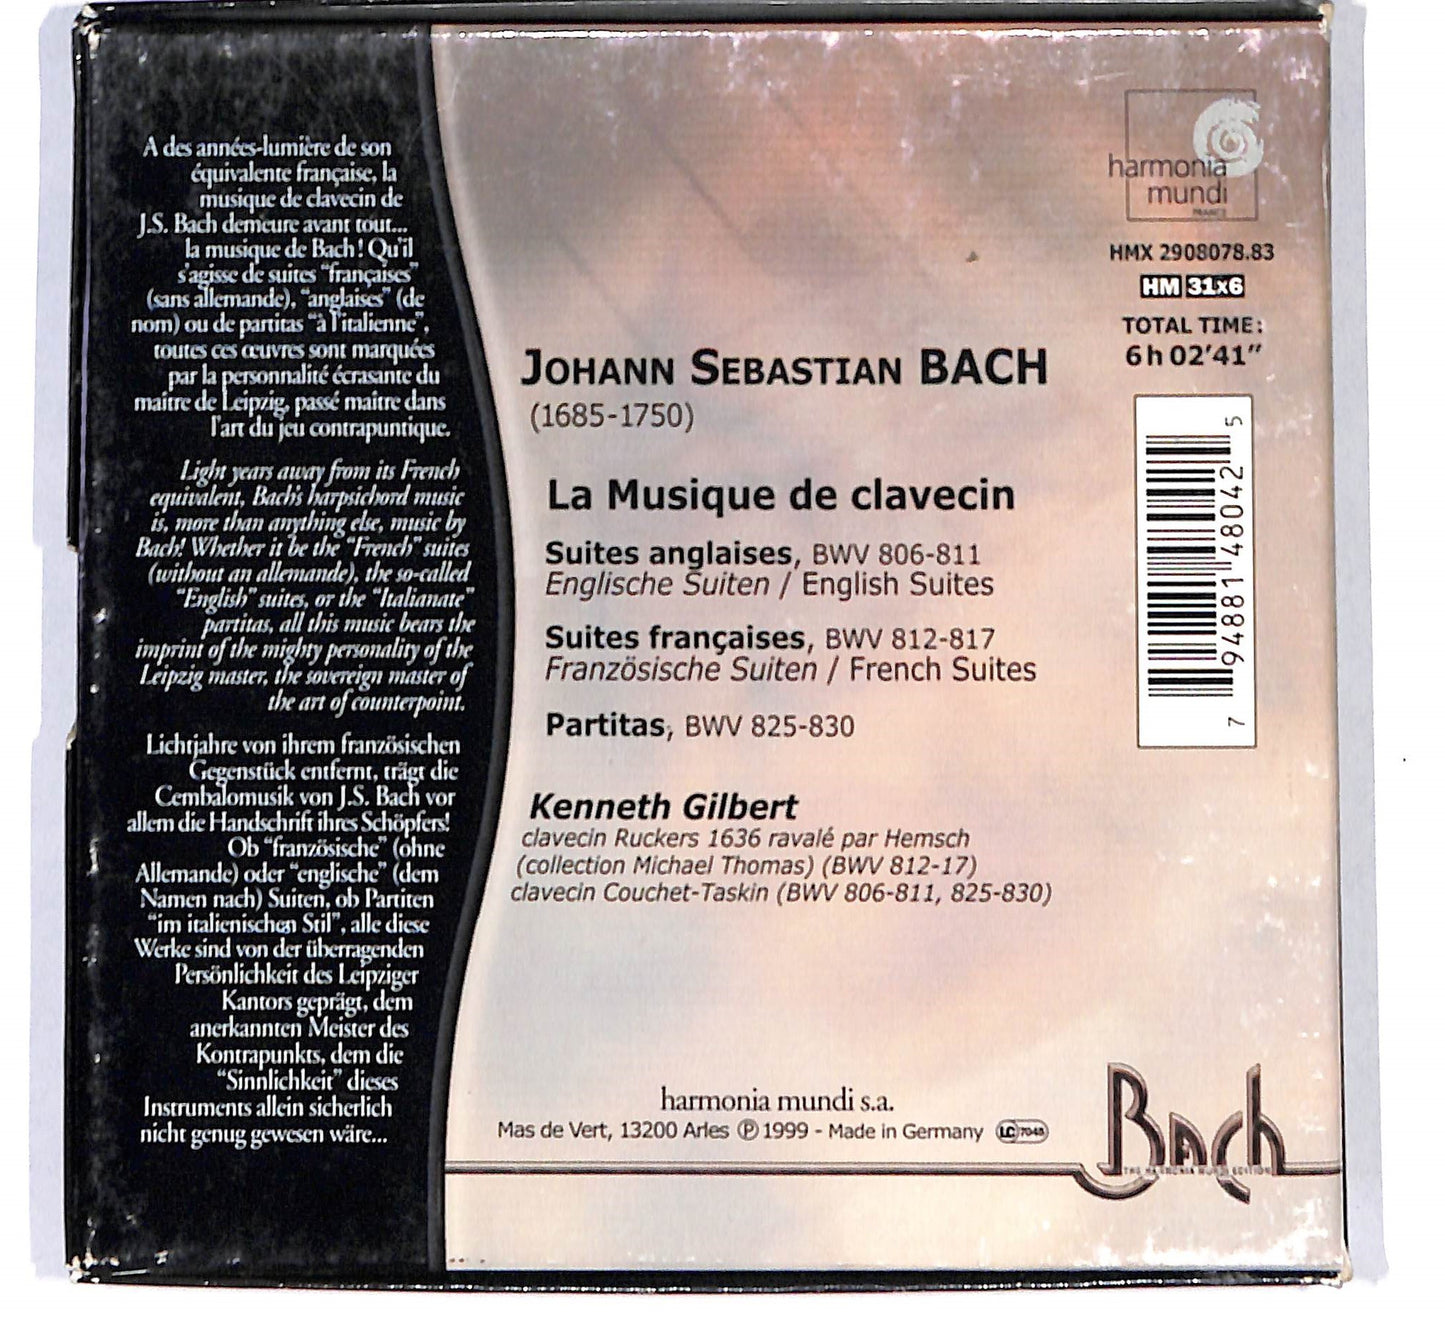 A des années-lumière de son
équivalente française, la
musique de clavecin de
J.S. Bach demeure avant tout...
la musique de Bach! Qu'il
s'agisse de suites "françaises"
(sans allemande), "anglaises" (de
nom) ou de partitas "à l'italienne",
toutes ces œuvres sont marquées
par la personnalité écrasante du
maître de Leipzig, passé maître dans
l'art du jeu contrapuntique.
Light years away from its French
equivalent, Bach's harpsichord music
is, more than anything else, music by
Bach! Whether it be the "French" suites
(without an allemande), the so-called
"English" suites, or the "Italianate"
partitas, all this music bears the
imprint of the mighty personality of the
Leipzig master, the sovereign master of
the art of counterpoint.
Lichtjahre von ihrem französischen
Gegenstück entfernt, trägt die
Cembalomusik von J.S. Bach vor
allem die Handschrift ihres Schöpfers!
Ob "französische" (ohne
Allemande) oder "englische" (dem
Namen nach) Suiten, ob Partiten
"im italienischen Stil", alle diese
Werke sind von der überragenden
Persönlichkeit des Leipziger
Kantors geprägt, dem
anerkannten Meister des
Kontrapunkts, dem die
"Sinnlichkeit" dieses
Instruments allein sicherlich
nicht genug gewesen wäre...
harmonia
mundi
FRANCE
HMX 2908078.83
HM 31x6
TOTAL TIME:
6 h 02'41"
JOHANN SEBASTIAN BACH
(1685-1750)
La Musique de clavecin
Suites anglaises, BWV 806-811
Englische Suiten / English Suites
Suites françaises, BWV 812-817
Französische Suiten / French Suites
Partitas, BWV 825-830
7 94881 48042 5
Kenneth Gilbert
clavecin Ruckers 1636 ravalé par Hemsch
(collection Michael Thomas) (BWV 812-17)
clavecin Couchet-Taskin (BWV 806-811, 825-830)
harmonia mundi s.a.
Mas de Vert, 13200 Arles ℗ 1999 - Made in Germany LC 7045
Bach
THE HARMONIA MUNDI EDITION